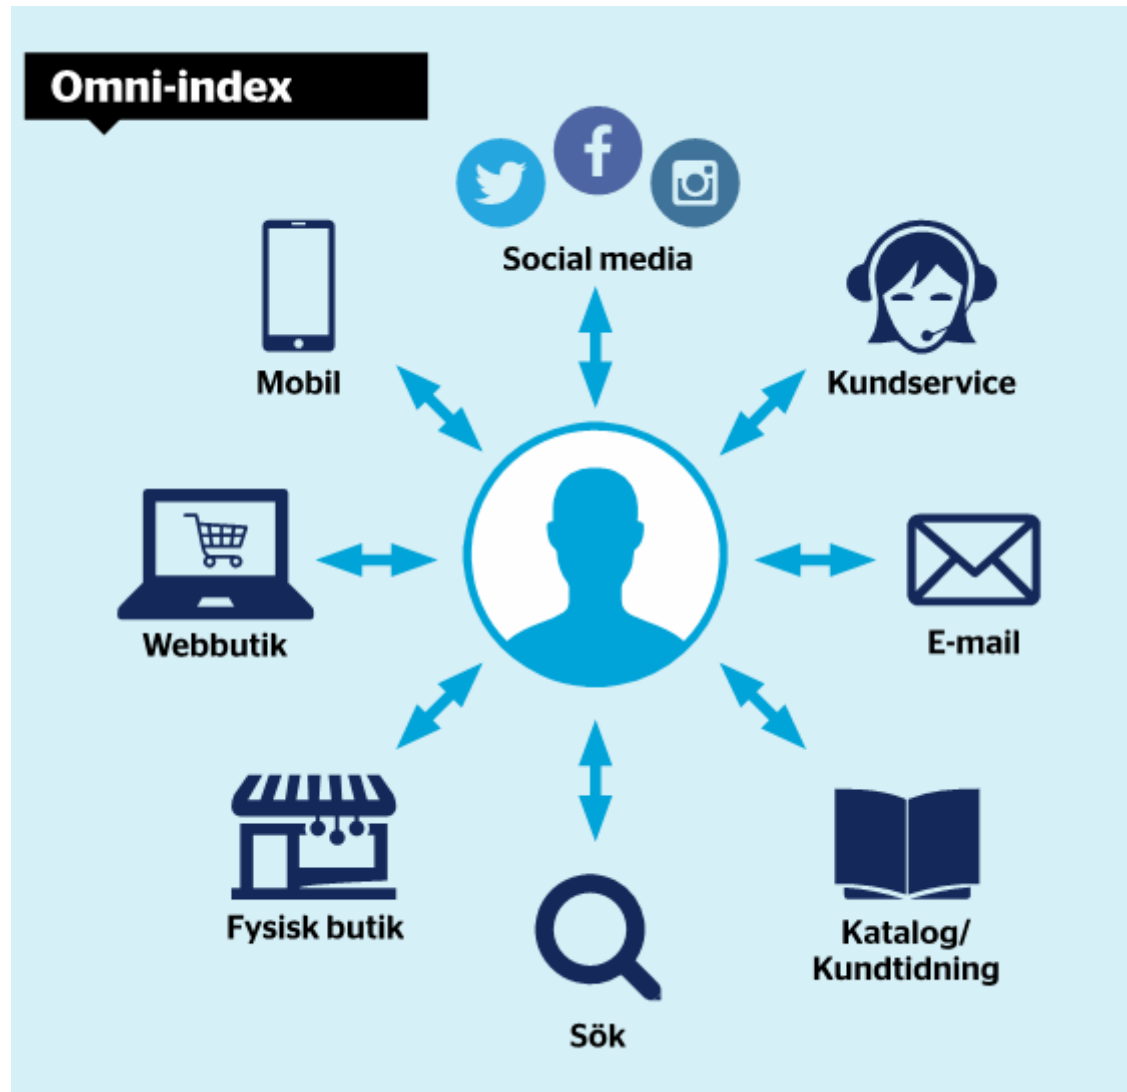 Omni-index
Social media
Mobil
Kundservice
Webbutik
E-mail
Fysisk butik
Katalog/
Kundtidning
Sök